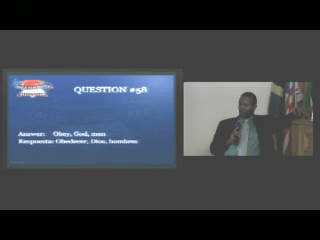 QUESTION #58
Answer: Obey, God, men
Respuesta: Obedecer, Dios, hombres